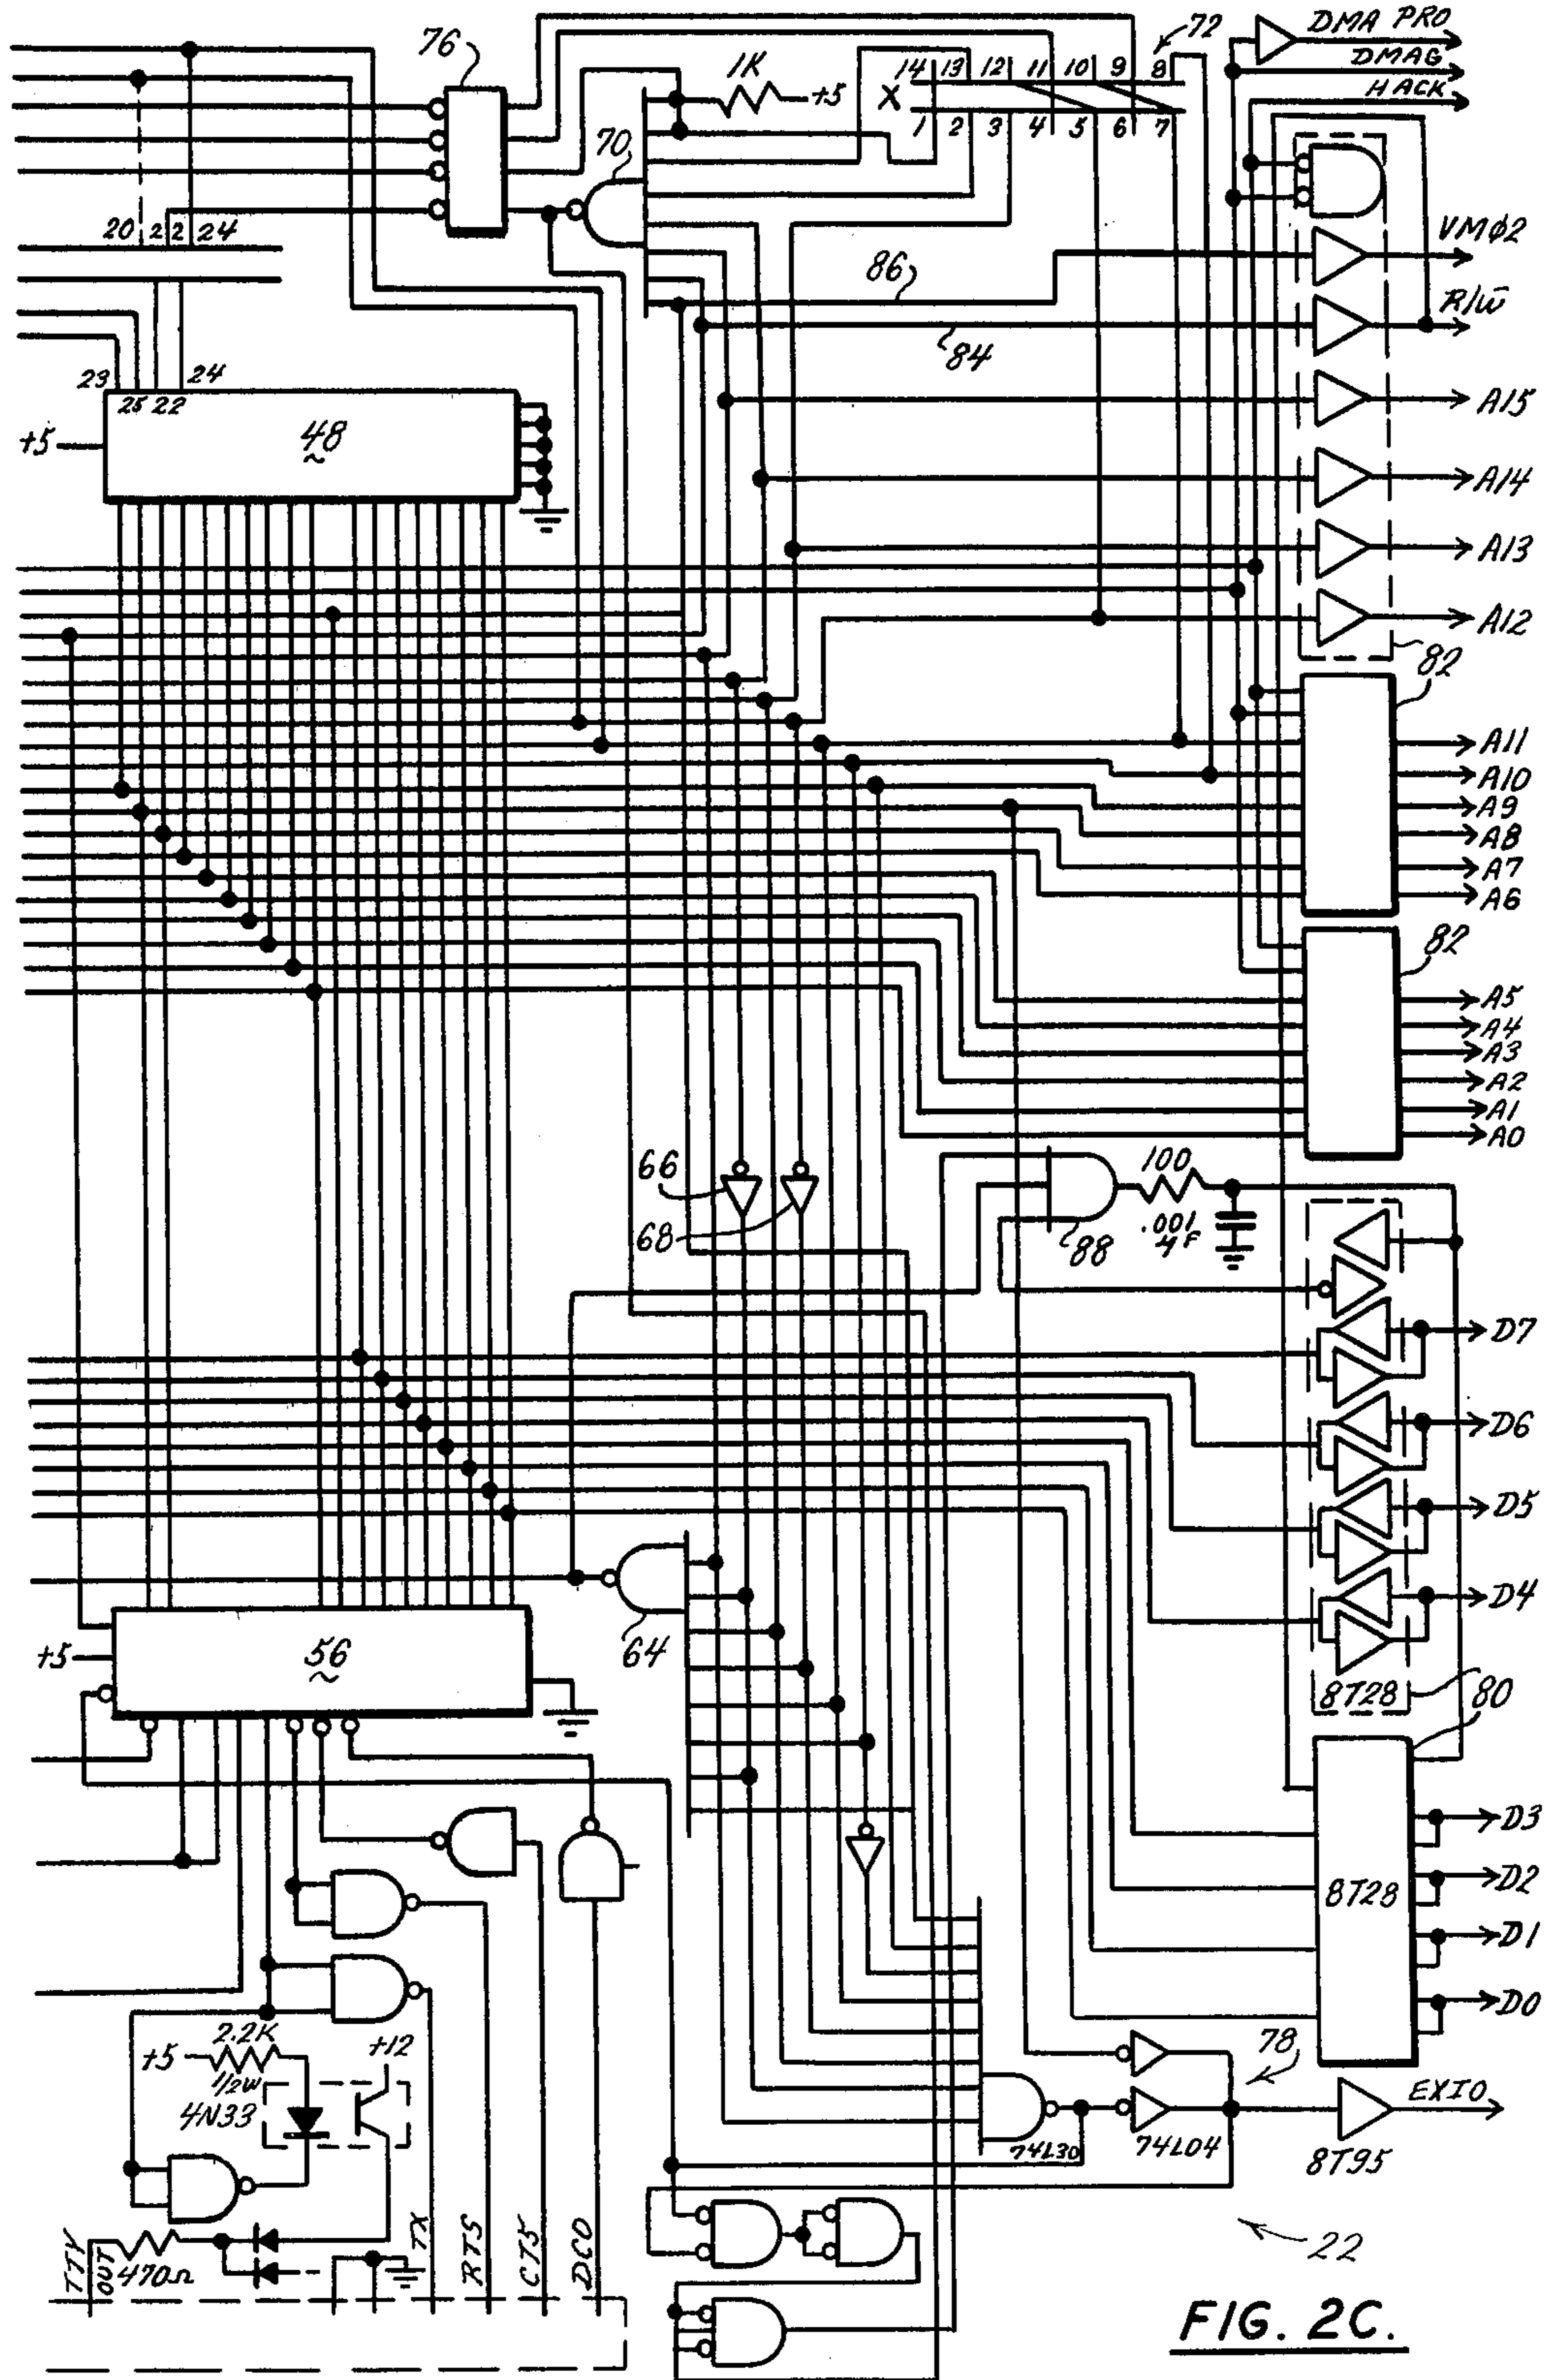 76
1K
+5
X
14 13 12 11 10 9 8
1 2 3 4 5 6 7
72
DMA PRO
DMAG
HACK
70
20 22 24
86
VMϕ2
R/W̄
84
23 24
25 22
+5
48
A15
A14
A13
A12
82
82
A11
A10
A9
A8
A7
A6
82
A5
A4
A3
A2
A1
A0
66
68
100
.001
88
D7
D6
D5
D4
64
+5
56
8T28
80
8T28
D3
D2
D1
D0
2.2K
+5
1/2W
+12
4N33
78
EXIO
74L30
74L04
8T95
TTY
OUT
470Ω
TX
RTS
CTS
DCO
22
FIG. 2C.